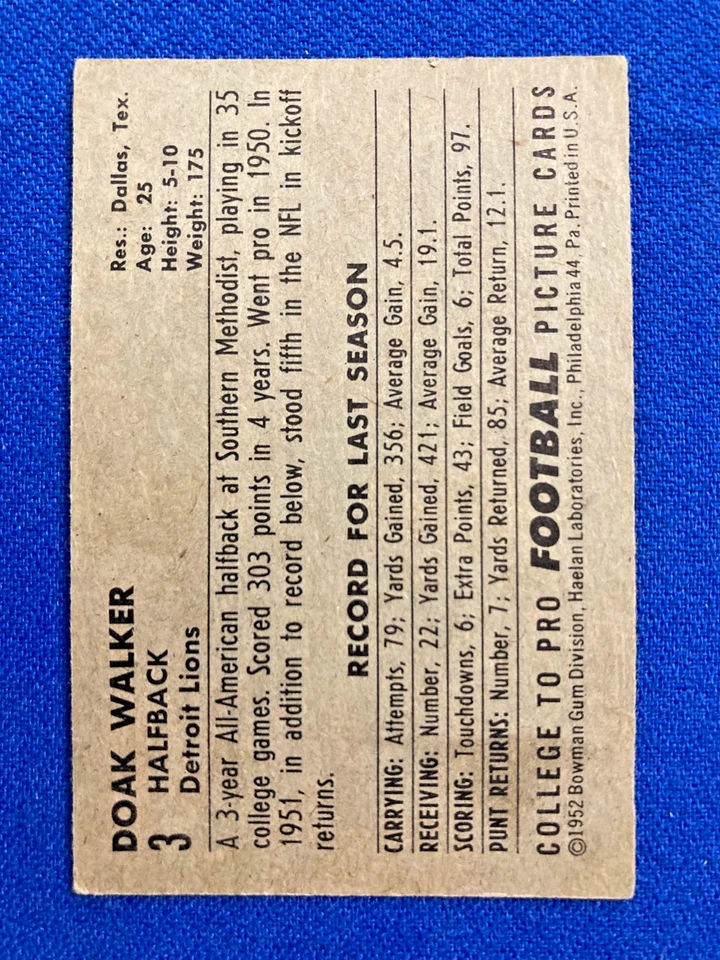 DOAK WALKER
3 HALFBACK
Detroit Lions
Res.: Dallas, Tex.
Age: 25
Height: 5-10
Weight: 175
A 3-year All-American halfback at Southern Methodist, playing in 35
college games. Scored 303 points in 4 years. Went pro in 1950. In
1951, in addition to record below, stood fifth in the NFL in kickoff
returns.
RECORD FOR LAST SEASON
CARRYING: Attempts, 79; Yards Gained, 356; Average Gain, 4.5.
RECEIVING: Number, 22; Yards Gained, 421; Average Gain, 19.1.
SCORING: Touchdowns, 6; Extra Points, 43; Field Goals, 6; Total Points, 97.
PUNT RETURNS: Number, 7; Yards Returned, 85; Average Return, 12.1.
COLLEGE TO PRO FOOTBALL PICTURE CARDS
©1952 Bowman Gum Division, Haelan Laboratories, Inc., Philadelphia 44, Pa. Printed in U.S.A.